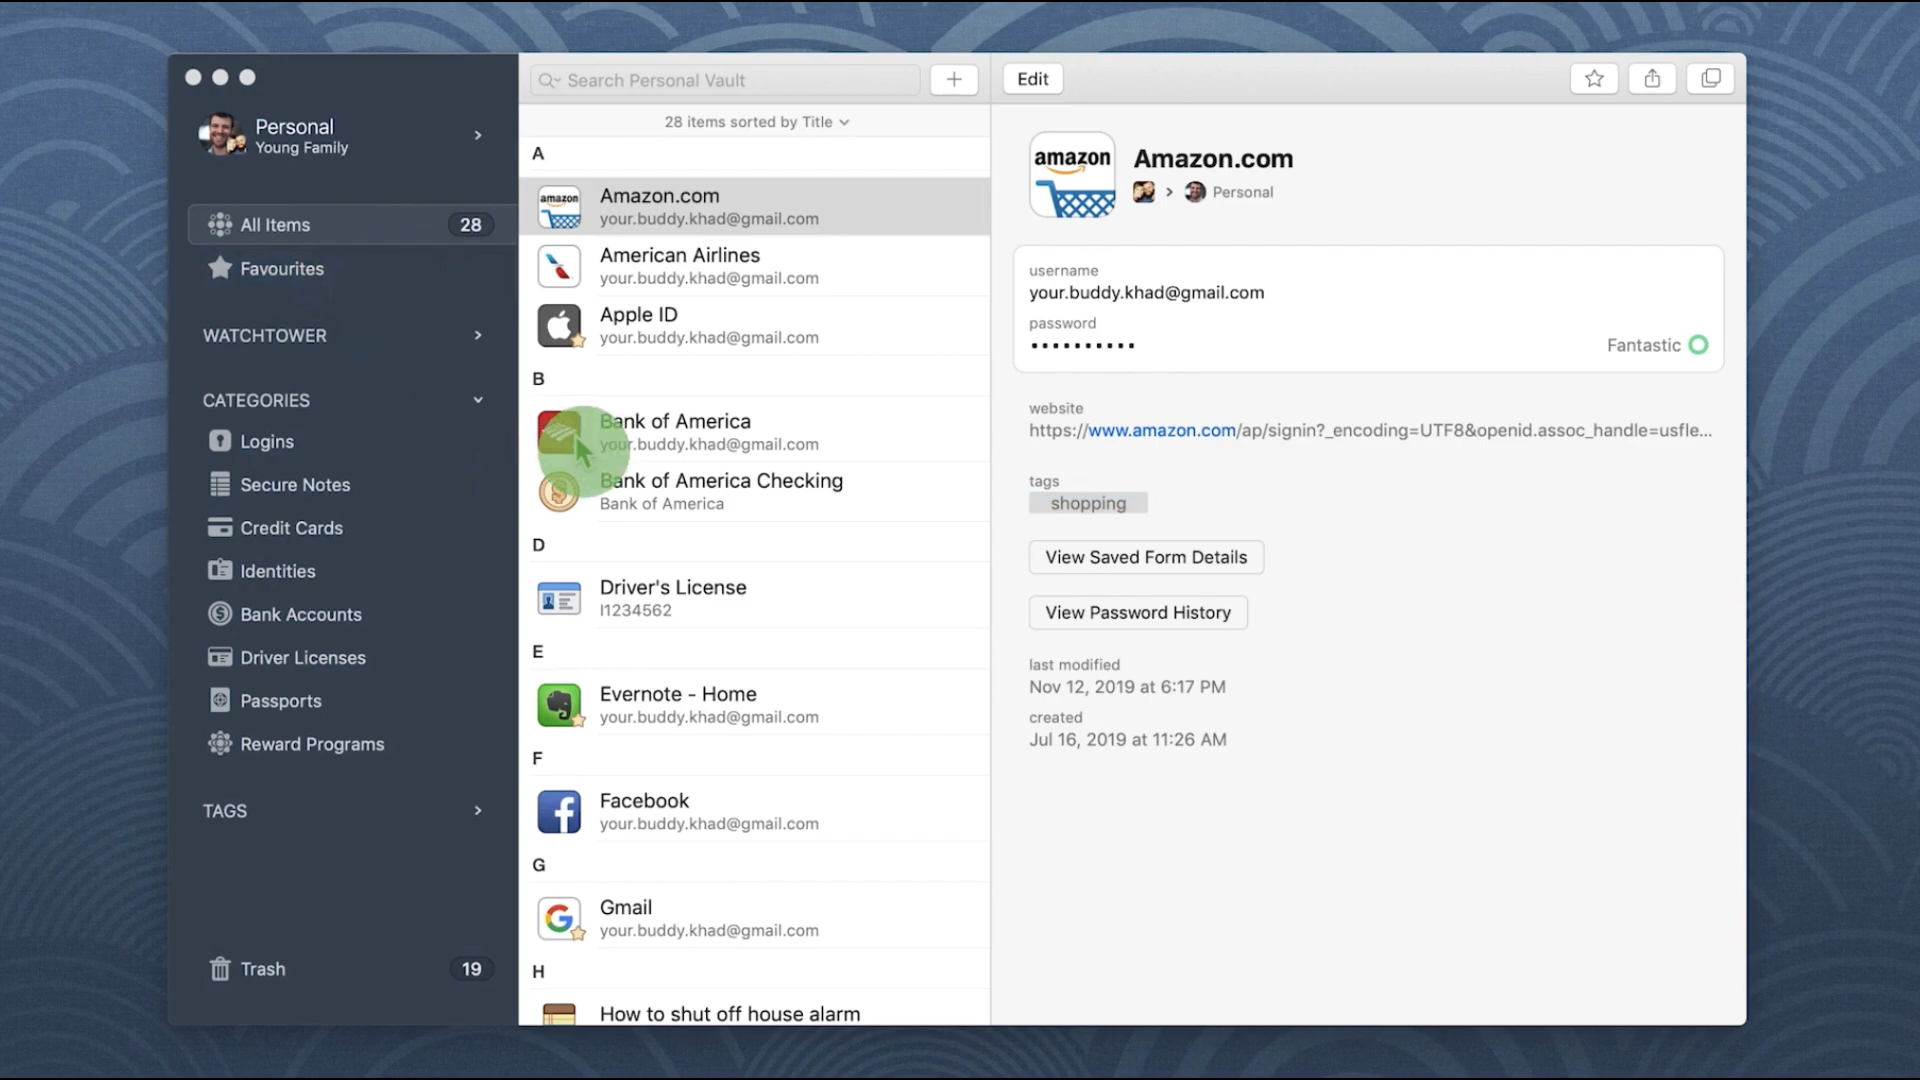 Personal
Young Family
All Items 28
Favourites
WATCHTOWER
CATEGORIES
Logins
Secure Notes
Credit Cards
Identities
Bank Accounts
Driver Licenses
Passports
Reward Programs
TAGS
Trash 19
Search Personal Vault
28 items sorted by Title
A
amazon
Amazon.com
your.buddy.khad@gmail.com
American Airlines
your.buddy.khad@gmail.com
Apple ID
your.buddy.khad@gmail.com
B
Bank of America
your.buddy.khad@gmail.com
Bank of America Checking
Bank of America
D
Driver's License
I1234562
E
Evernote - Home
your.buddy.khad@gmail.com
F
Facebook
your.buddy.khad@gmail.com
G
Gmail
your.buddy.khad@gmail.com
H
How to shut off house alarm
Edit
amazon
Amazon.com
Personal
username
your.buddy.khad@gmail.com
password
••••••••••
Fantastic
website
https://www.amazon.com/ap/signin?_encoding=UTF8&openid.assoc_handle=usfle...
tags
shopping
View Saved Form Details
View Password History
last modified
Nov 12, 2019 at 6:17 PM
created
Jul 16, 2019 at 11:26 AM